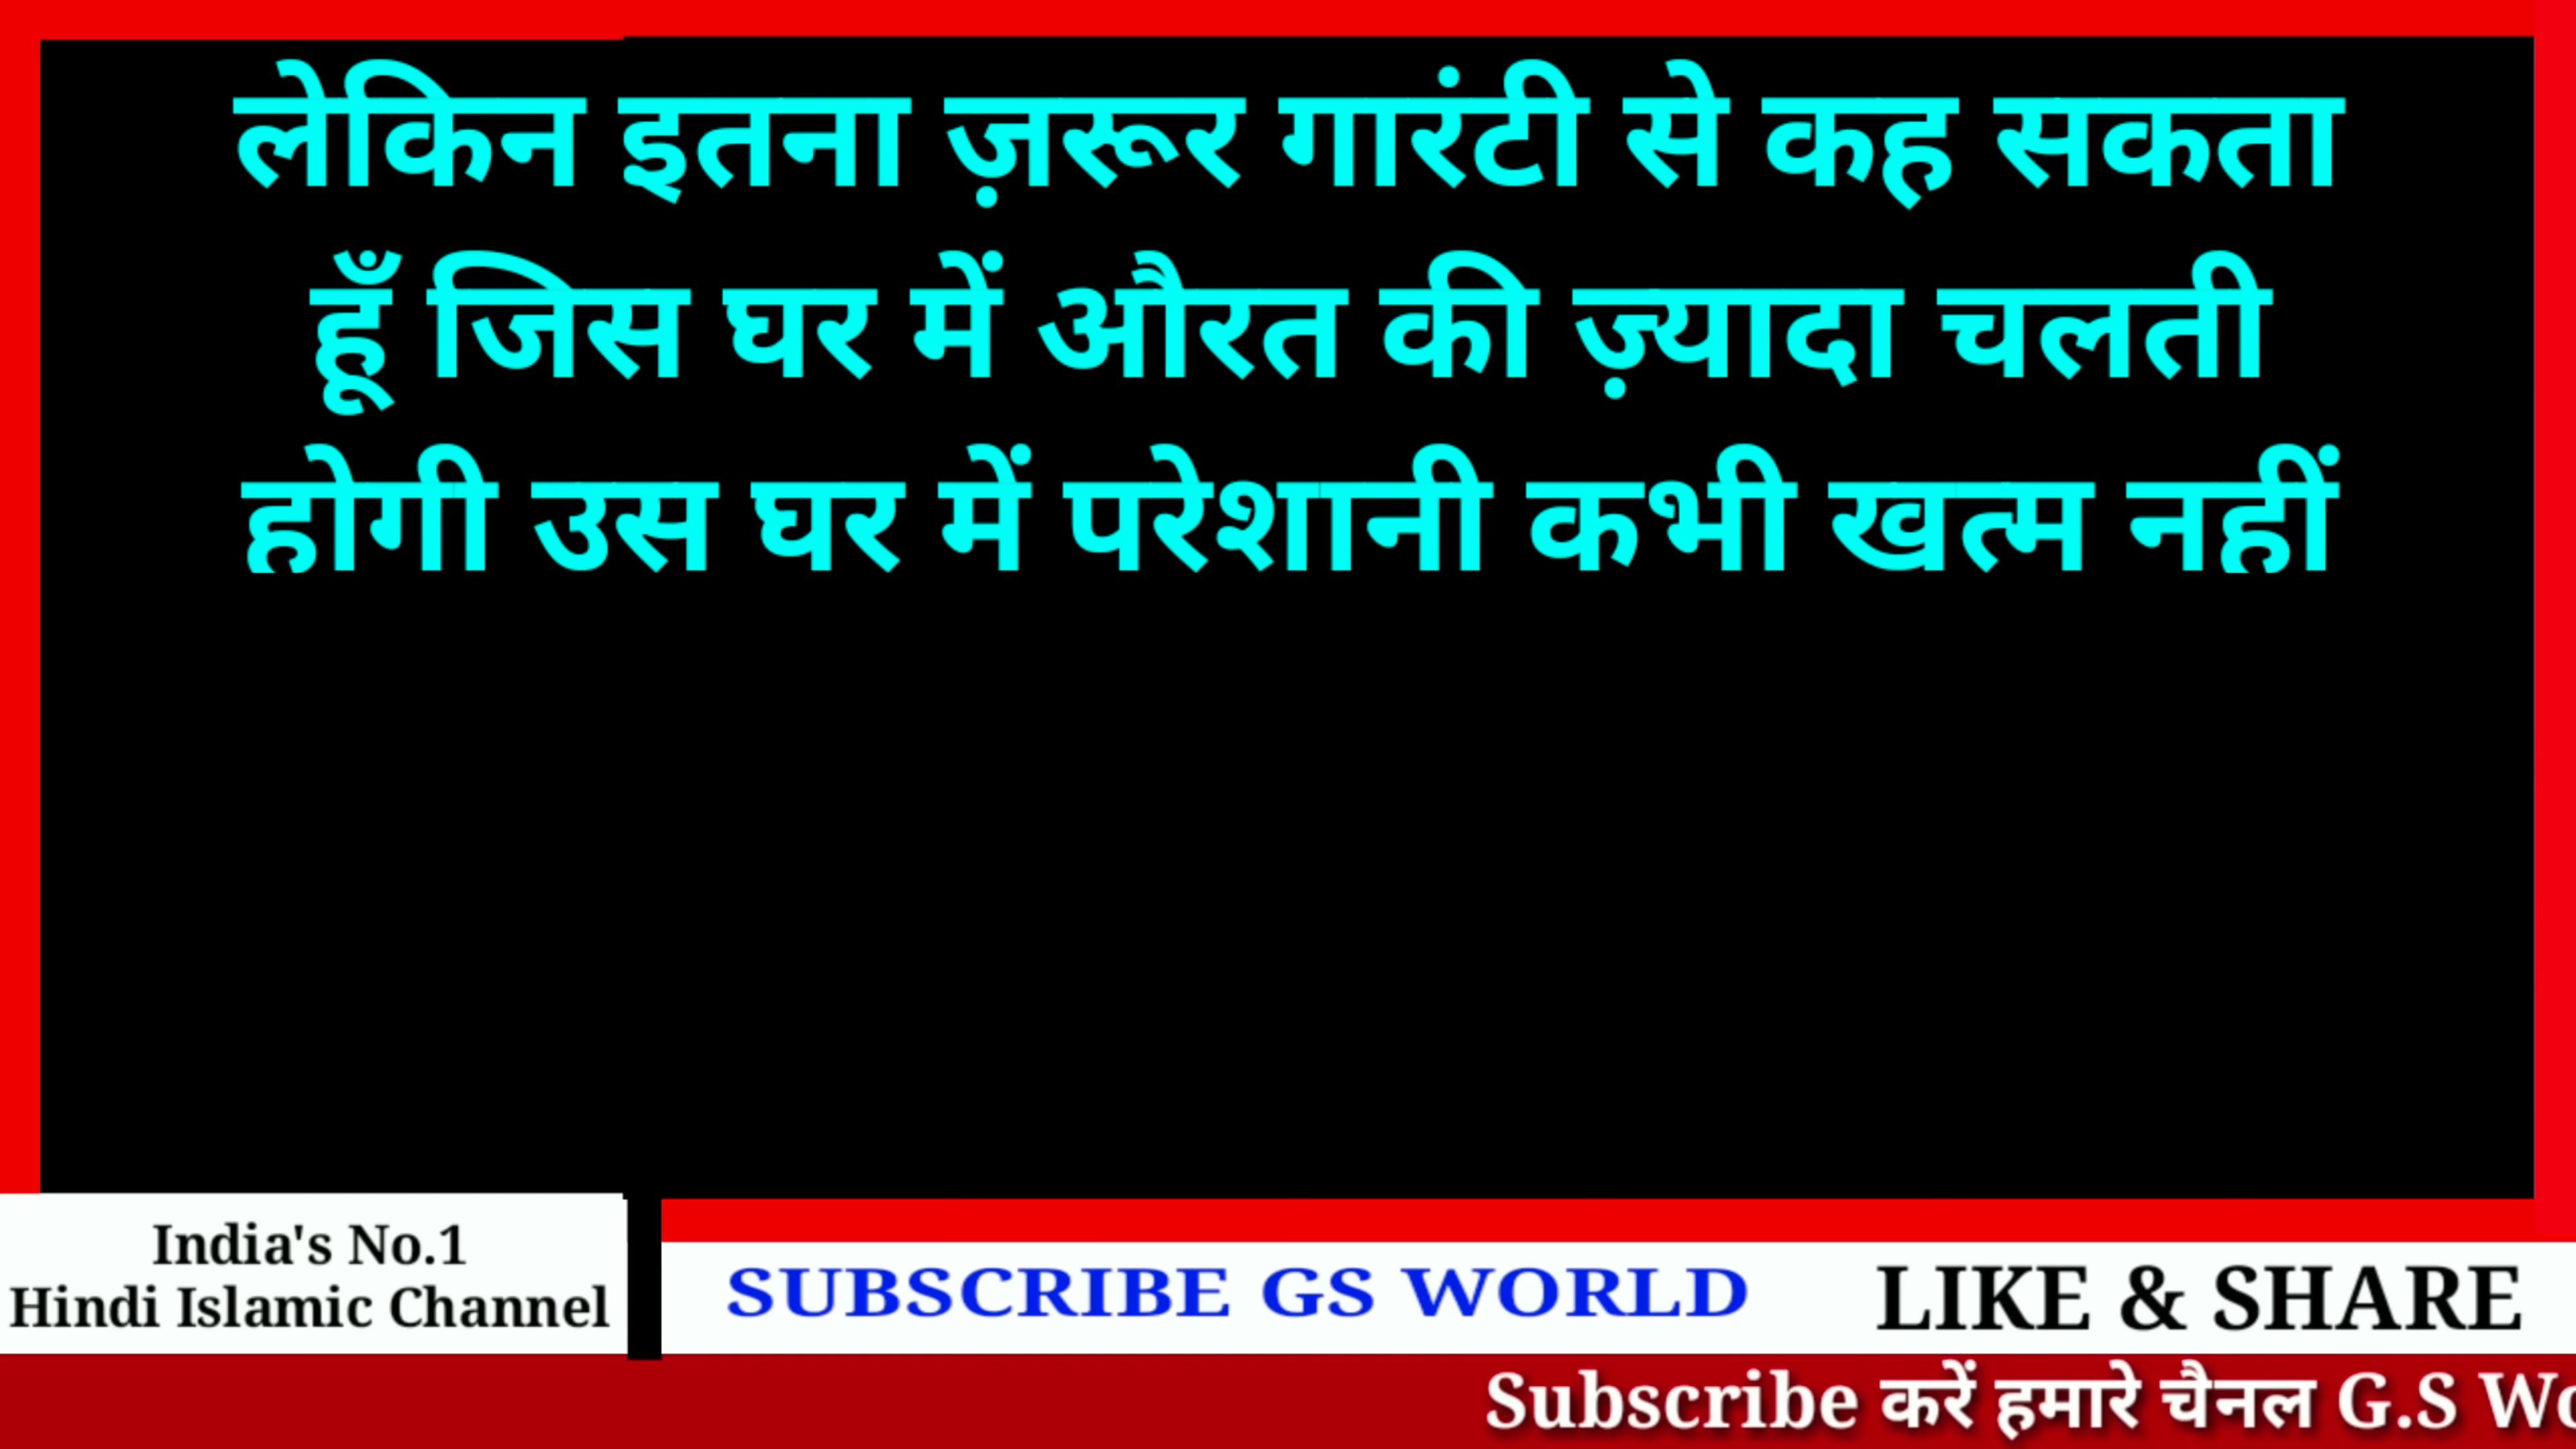 लेकिन इतना ज़रूर गारंटी से कह सकता
हूँ जिस घर में औरत की ज़्यादा चलती
होगी उस घर में परेशानी कभी खत्म नहीं
India's No.1
Hindi Islamic Channel
SUBSCRIBE GS WORLD
LIKE & SHARE
Subscribe करें हमारे चैनल G.S